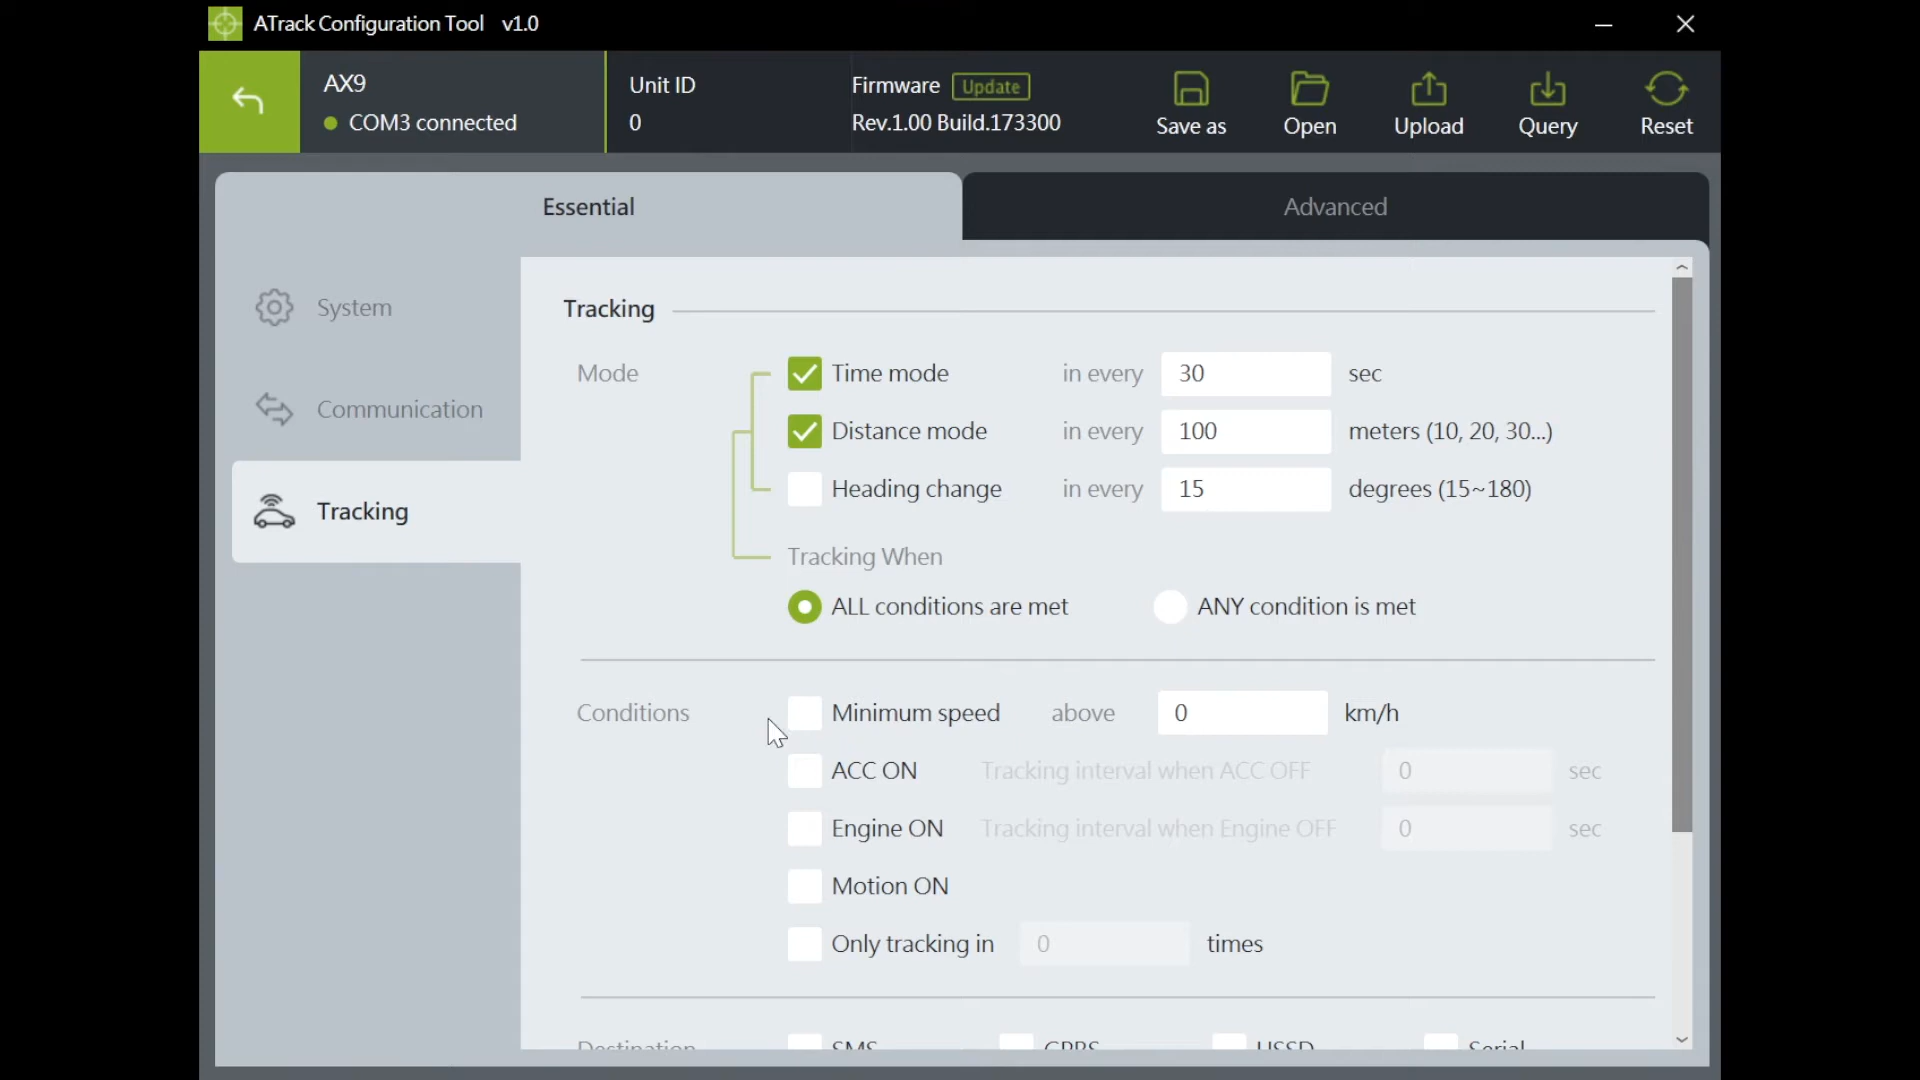 ATrack Configuration Tool v1.0
AX9
COM3 connected
Unit ID
0
Firmware Update
Rev.1.00 Build.173300
Save as
Open
Upload
Query
Reset
Essential
Advanced
System
Communication
Tracking
Tracking
Mode
Time mode in every 30 sec
Distance mode in every 100 meters (10, 20, 30...)
Heading change in every 15 degrees (15~180)
Tracking When
ALL conditions are met
ANY condition is met
Conditions
Minimum speed above 0 km/h
ACC ON Tracking interval when ACC OFF 0 sec
Engine ON Tracking interval when Engine OFF 0 sec
Motion ON
Only tracking in 0 times
Destination SMS GPRS USSD Serial